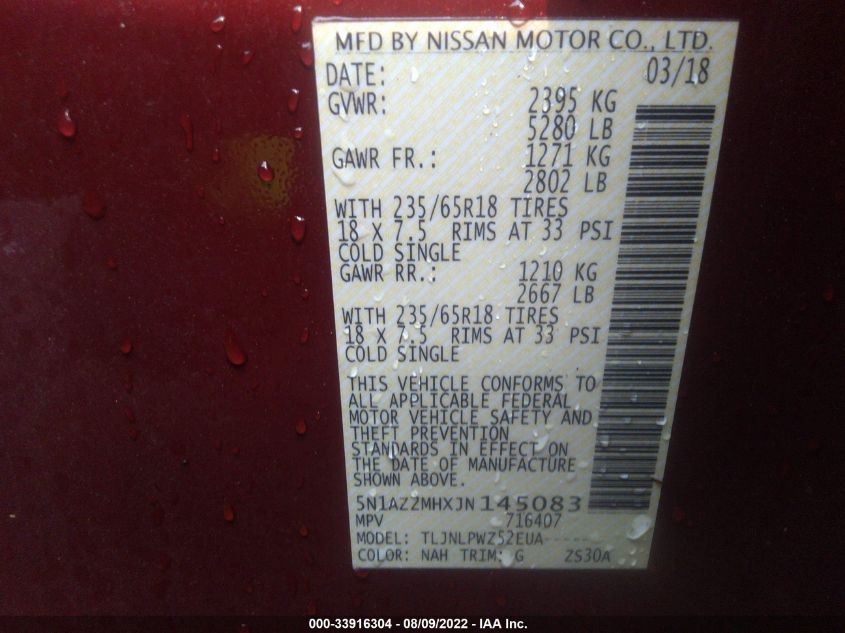 MFD BY NISSAN MOTOR CO., LTD.
DATE: 03/18
GVWR: 2395 KG
5280 LB
GAWR FR.: 1271 KG
2802 LB
WITH 235/65R18 TIRES
18 X 7.5 RIMS AT 33 PSI
COLD SINGLE
GAWR RR.: 1210 KG
2667 LB
WITH 235/65R18 TIRES
18 X 7.5 RIMS AT 33 PSI
COLD SINGLE
THIS VEHICLE CONFORMS TO
ALL APPLICABLE FEDERAL
MOTOR VEHICLE SAFETY AND
THEFT PREVENTION
STANDARDS IN EFFECT ON
THE DATE OF MANUFACTURE
SHOWN ABOVE.
5N1AZ2MHXJN145083
MPV 716407
MODEL: TLJNLPWZ52EUA-----
COLOR: NAH TRIM: G ZS30A
000-33916304 - 08/09/2022 - IAA Inc.